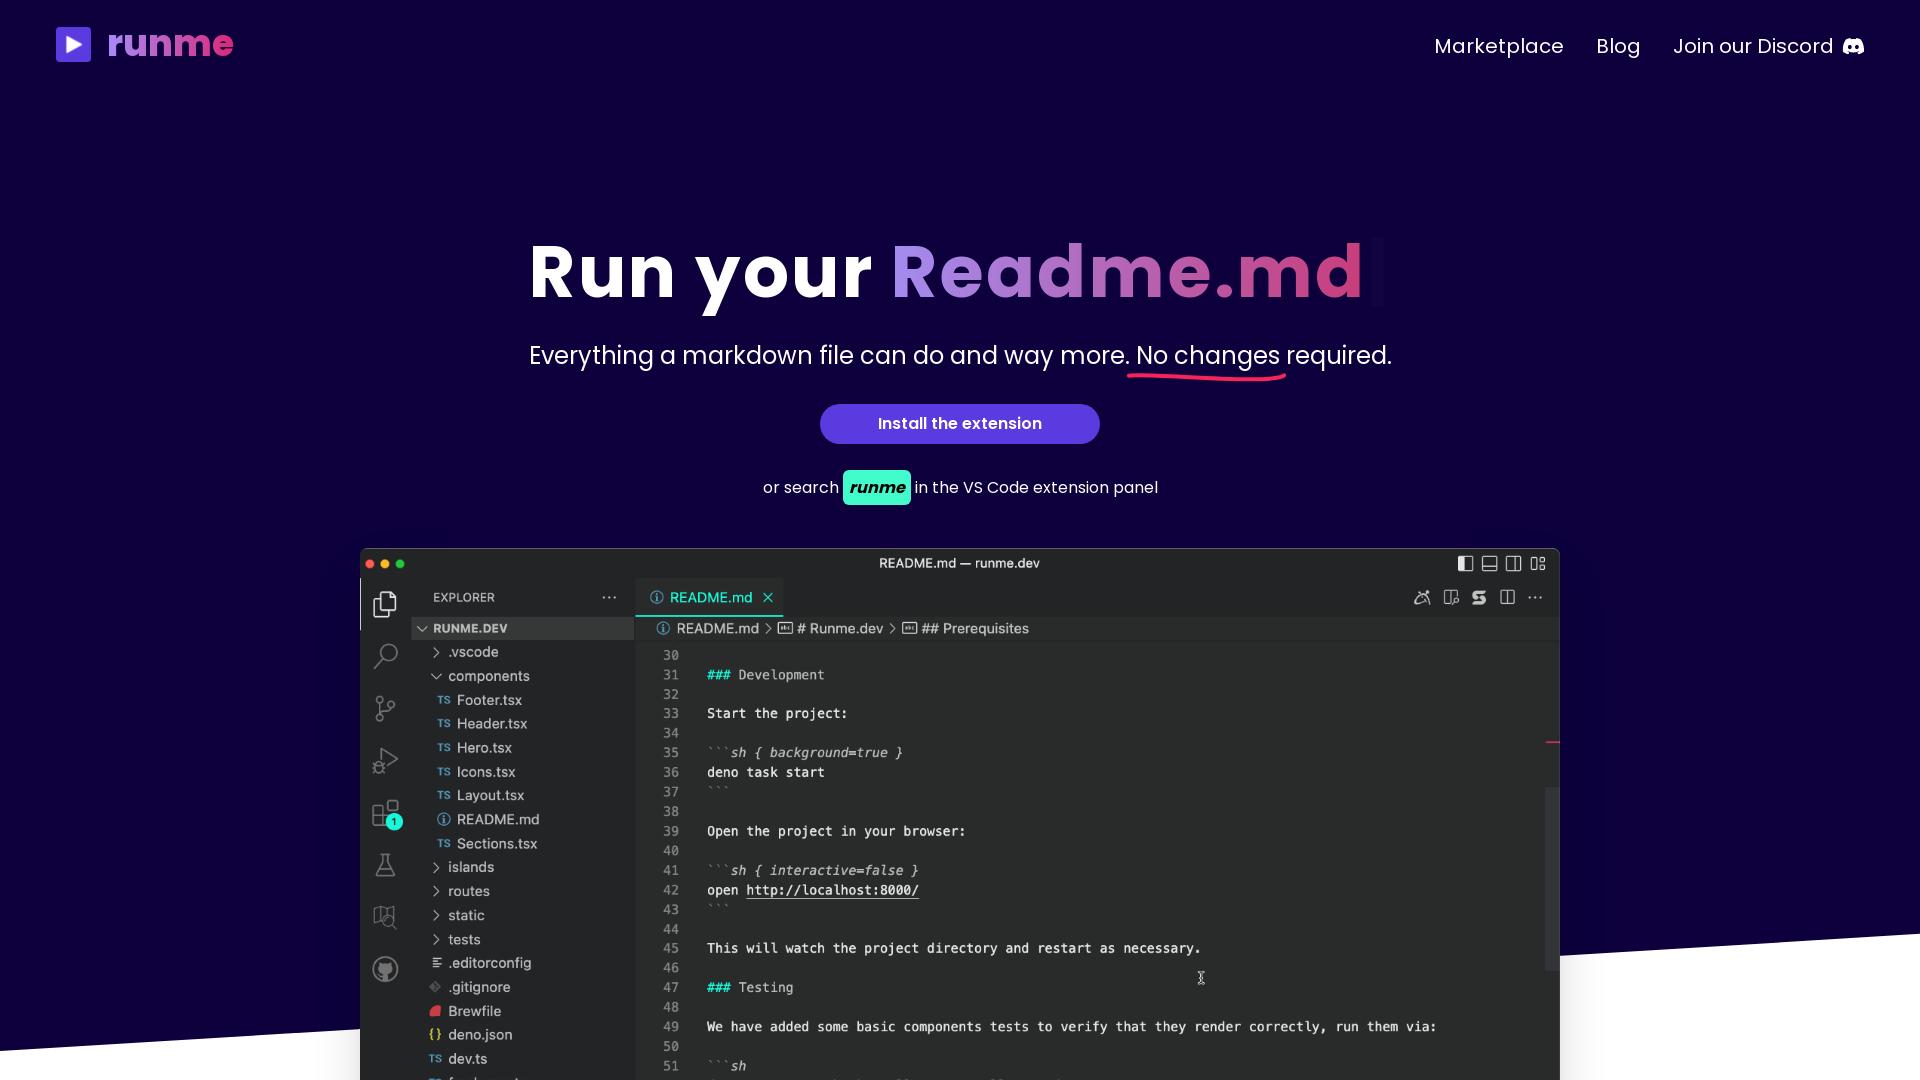 runme
Marketplace Blog Join our Discord
Run your Readme.md
Everything a markdown file can do and way more. No changes required.
Install the extension
or search runme in the VS Code extension panel
README.md — runme.dev
EXPLORER
RUNME.DEV
.vscode
components
TS Footer.tsx
TS Header.tsx
TS Hero.tsx
TS Icons.tsx
TS Layout.tsx
README.md
TS Sections.tsx
islands
routes
static
tests
.editorconfig
.gitignore
Brewfile
{} deno.json
TS dev.ts
1
README.md
README.md > # Runme.dev > ## Prerequisites
30
31 ### Development
32
33 Start the project:
34
35 ```sh { background=true }
36 deno task start
37 ```
38
39 Open the project in your browser:
40
41 ```sh { interactive=false }
42 open http://localhost:8000/
43 ```
44
45 This will watch the project directory and restart as necessary.
46
47 ### Testing
48
49 We have added some basic components tests to verify that they render correctly, run them via:
50
51 ```sh